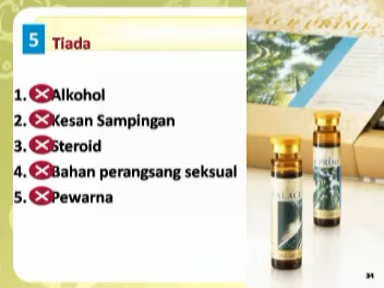 5 Tiada
1. Alkohol
2. Kesan Sampingan
3. Steroid
4. Bahan perangsang seksual
5. Pewarna
34